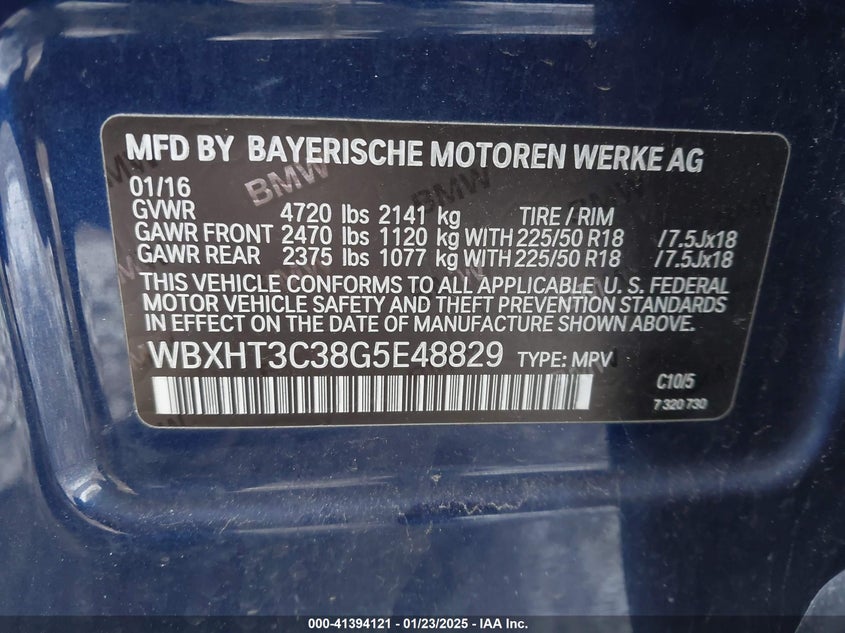 MFD BY BAYERISCHE MOTOREN WERKE AG
01/16
GVWR 4720 lbs 2141 kg TIRE / RIM
GAWR FRONT 2470 lbs 1120 kg WITH 225/50 R18 /7.5Jx18
GAWR REAR 2375 lbs 1077 kg WITH 225/50 R18 /7.5Jx18
THIS VEHICLE CONFORMS TO ALL APPLICABLE U. S. FEDERAL
MOTOR VEHICLE SAFETY AND THEFT PREVENTION STANDARDS
IN EFFECT ON THE DATE OF MANUFACTURE SHOWN ABOVE.
WBXHT3C38G5E48829 TYPE: MPV
C10/5
7 320 730
BMW
BMW
000-41394121 - 01/23/2025 - IAA Inc.